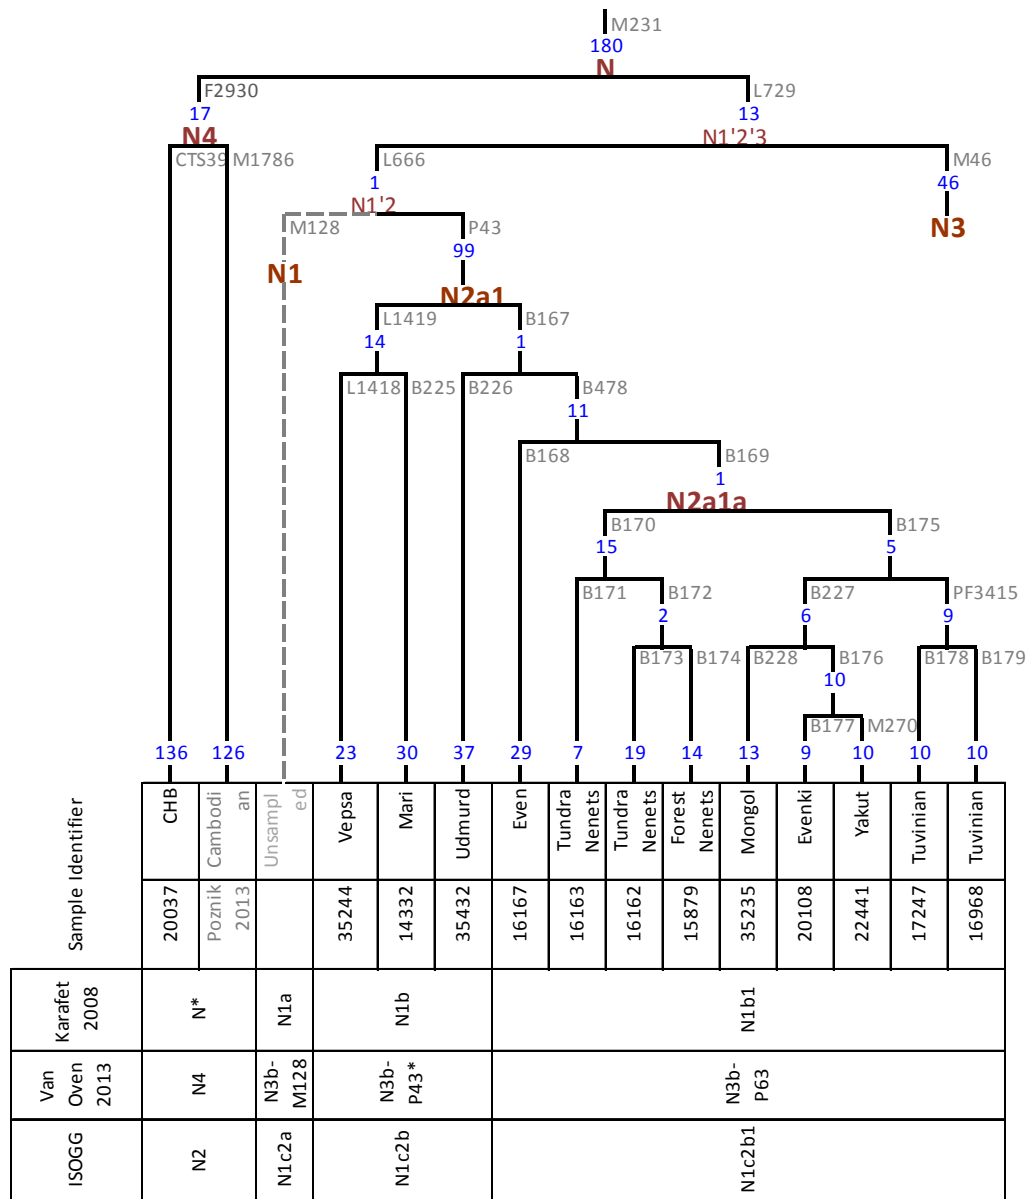 M231
180
N
F2930
L729
17
13
N4
N1'2'3
CTS39
M1786
L666
M46
1
46
N1'2
M128
P43
N3
99
N1
N2a1
L1419
B167
14
1
L1418
B225
B226
B478
11
B168
B169
1
N2a1a
B170
B175
15
5
B171
B172
B227
PF3415
2
6
9
B173
B174
B228
B176
B178
B179
10
B177
M270
136
126
23
30
37
29
7
19
14
13
9
10
10
10
Sample Identifier
CHB
Cambodi
an
Unsampl
ed
Vepsa
Mari
Udmurd
Even
Tundra
Nenets
Tundra
Nenets
Forest
Nenets
Mongol
Evenki
Yakut
Tuvinian
Tuvinian
20037
Poznik
2013
35244
14332
35432
16167
16163
16162
15879
35235
20108
22441
17247
16968
Karafet
2008
N*
N1a
N1b
N1b1
Van
Oven
2013
N4
N3b-
M128
N3b-
P43*
N3b-
P63
ISOGG
N2
N1c2a
N1c2b
N1c2b1